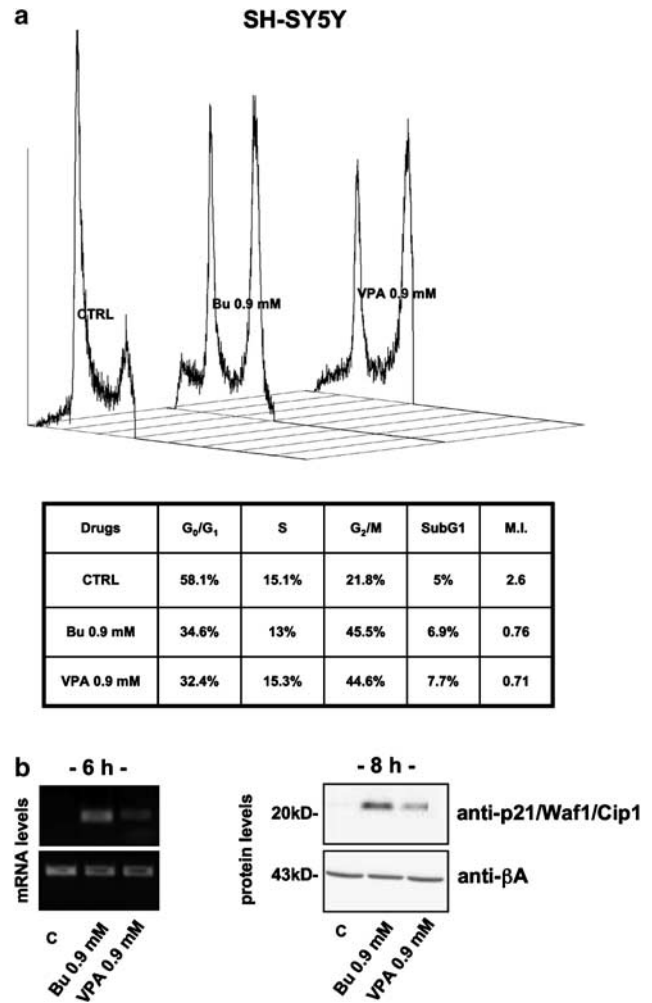 a
SH-SY5Y
CTRL
Bu 0.9 mM
VPA 0.9 mM
Drugs G₀/G₁ S G₂/M SubG1 M.I.
CTRL 58.1% 15.1% 21.8% 5% 2.6
Bu 0.9 mM 34.6% 13% 45.5% 6.9% 0.76
VPA 0.9 mM 32.4% 15.3% 44.6% 7.7% 0.71
b
- 6 h -
mRNA levels
C
Bu 0.9 mM
VPA 0.9 mM
- 8 h -
protein levels
20kD-
anti-p21/Waf1/Cip1
43kD-
anti-βA
C
Bu 0.9 mM
VPA 0.9 mM